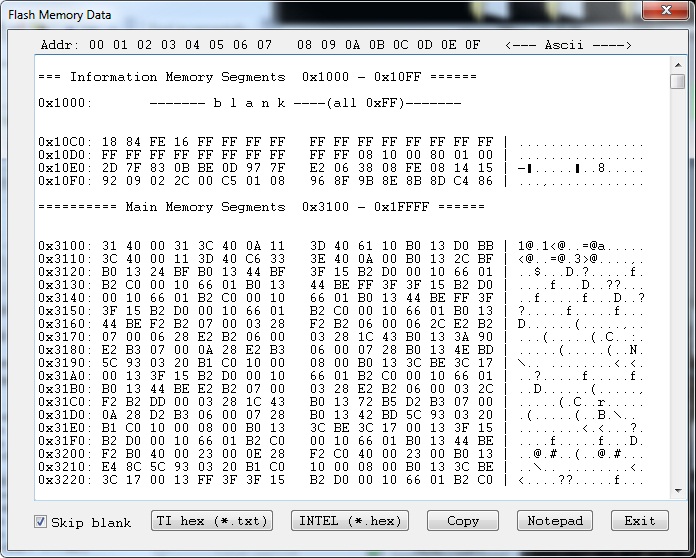 Flash Memory Data
Addr: 00 01 02 03 04 05 06 07 08 09 0A 0B 0C 0D 0E 0F <--- Ascii ---->
=== Information Memory Segments 0x1000 - 0x10FF ======
0x1000: ------- b l a n k ----(all 0xFF)-------
0x10C0: 18 84 FE 16 FF FF FF FF FF FF FF FF FF FF FF FF | ................
0x10D0: FF FF FF FF FF FF FF FF FF FF 08 10 00 80 01 00 | ................
0x10E0: 2D 7F 83 0B BE 0D 97 7F E2 06 38 08 FE 08 14 15
0x10F0: 92 09 02 2C 00 C5 01 08 96 8F 9B 8E 8B 8D C4 86 | ...,............
========== Main Memory Segments 0x3100 - 0x1FFFF ======
0x3100: 31 40 00 31 3C 40 0A 11 3D 40 61 10 B0 13 D0 BB | 1@.1<@..=@a.....
0x3110: 3C 40 00 11 3D 40 C6 33 3E 40 0A 00 B0 13 2C BF | <@..=@.3>@....,.
0x3120: B0 13 24 BF B0 13 44 BF 3F 15 B2 D0 00 10 66 01 | ..$...D.?.....f.
0x3130: B2 C0 00 10 66 01 B0 13 44 BE FF 3F 3F 15 B2 D0 | ....f...D..??...
0x3140: 00 10 66 01 B2 C0 00 10 66 01 B0 13 44 BE FF 3F | ..f.....f...D..?
0x3150: 3F 15 B2 D0 00 10 66 01 B2 C0 00 10 66 01 B0 13 | ?.....f.....f...
0x3160: 44 BE F2 B2 07 00 03 28 F2 B2 06 00 06 2C E2 B2 | D......(.....,..
0x3170: 07 00 06 28 E2 B2 06 00 03 28 1C 43 B0 13 3A 90 | ...(.....(.C..:.
0x3180: E2 B3 07 00 0A 28 E2 B3 06 00 07 28 B0 13 4E BD | .....(.....(..N.
0x3190: 5C 93 03 20 B1 C0 10 00 08 00 B0 13 3C BE 3C 17 | \.. ........<.<.
0x31A0: 00 13 3F 15 B2 D0 00 10 66 01 B2 C0 00 10 66 01 | ..?.....f.....f.
0x31B0: B0 13 44 BE E2 B2 07 00 03 28 E2 B2 06 00 03 2C | ..D......(.....,
0x31C0: F2 B2 DD 00 03 28 1C 43 B0 13 72 B5 D2 B3 07 00 | .....(.C..r.....
0x31D0: 0A 28 D2 B3 06 00 07 28 B0 13 42 BD 5C 93 03 20 | .(.....(..B.\..
0x31E0: B1 C0 10 00 08 00 B0 13 3C BE 3C 17 00 13 3F 15 | ........<.<...?.
0x31F0: B2 D0 00 10 66 01 B2 C0 00 10 66 01 B0 13 44 BE | ....f.....f...D.
0x3200: F2 B0 40 00 23 00 0E 28 F2 C0 40 00 23 00 B0 13 | ..@.#..(..@.#...
0x3210: E4 8C 5C 93 03 20 B1 C0 10 00 08 00 B0 13 3C BE | ..\.. ........<.
0x3220: 3C 17 00 13 FF 3F 3F 15 B2 D0 00 10 66 01 B2 C0 | <....??.....f...
Skip blank TI hex (*.txt) INTEL (*.hex) Copy Notepad Exit